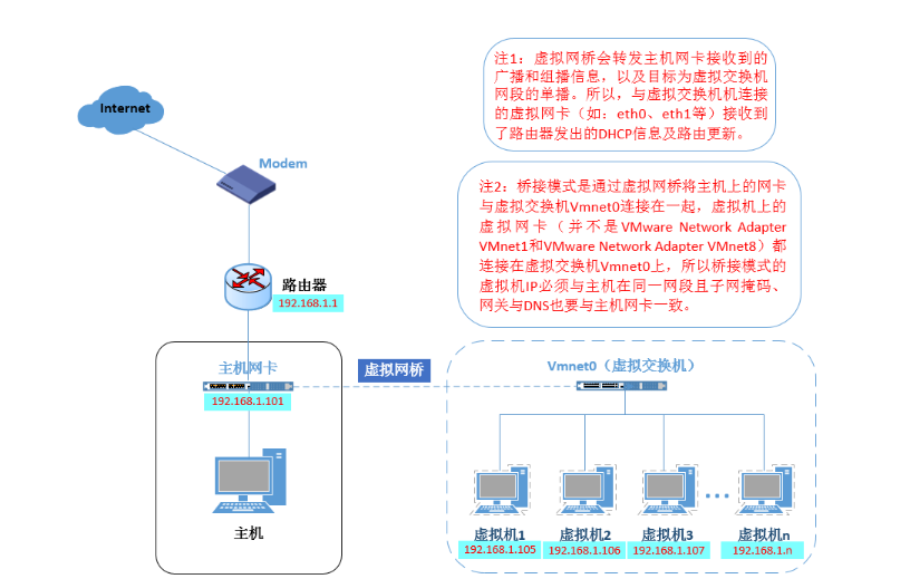 注1：虚拟网桥会转发主机网卡接收到的
广播和组播信息，以及目标为虚拟交换机
网段的单播。所以，与虚拟交换机机连接
的虚拟网卡（如：eth0、eth1等）接收到
了路由器发出的DHCP信息及路由更新。
Internet
Modem
注2：桥接模式是通过虚拟网桥将主机上的网卡
与虚拟交换机Vmnet0连接在一起，虚拟机上的
虚拟网卡（并不是VMware Network Adapter
VMnet1和VMware Network Adapter VMnet8）都
连接在虚拟交换机Vmnet0上，所以桥接模式的
虚拟机IP必须与主机在同一网段且子网掩码、
网关与DNS也要与主机网卡一致。
路由器
192.168.1.1
主机网卡
192.168.1.101
主机
虚拟网桥
Vmnet0（虚拟交换机）
虚拟机1
192.168.1.105
虚拟机2
192.168.1.106
虚拟机3
192.168.1.107
虚拟机n
192.168.1.n